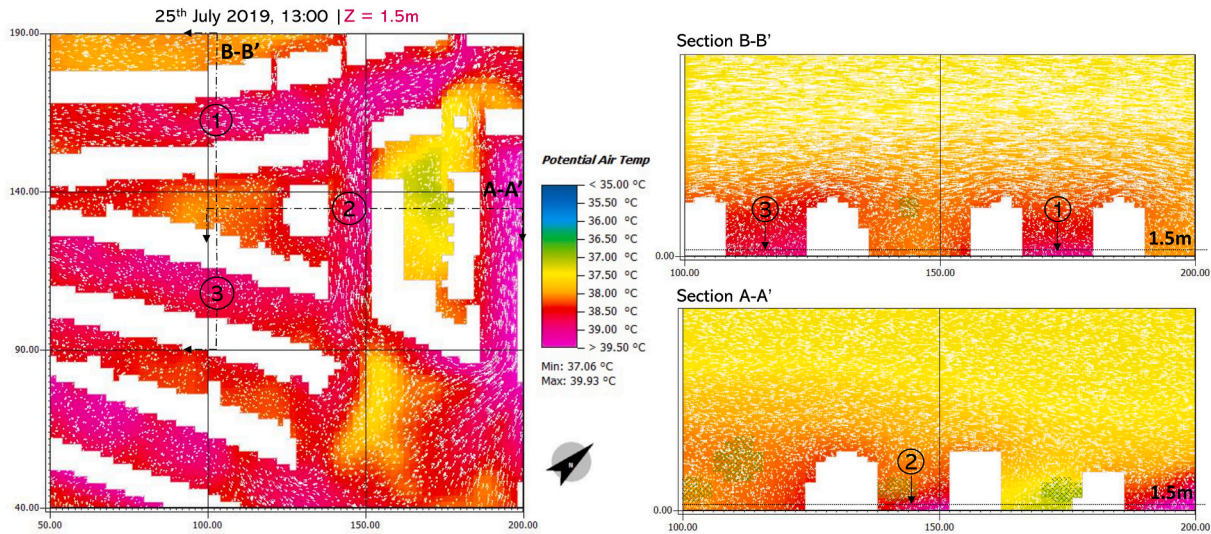 25th July 2019, 13:00 | Z = 1.5m
190.00
140.00
90.00
40.00
50.00
100.00
150.00
200.00
B-B’
A-A’
1
2
3
Potential Air Temp
< 35.00 °C
35.50 °C
36.00 °C
36.50 °C
37.00 °C
37.50 °C
38.00 °C
38.50 °C
39.00 °C
> 39.50 °C
Min: 37.06 °C
Max: 39.93 °C
N
Section B-B’
3
1
1.5m
0.00
100.00
150.00
200.00
Section A-A’
2
1.5m
0.00
100.00
150.00
200.00